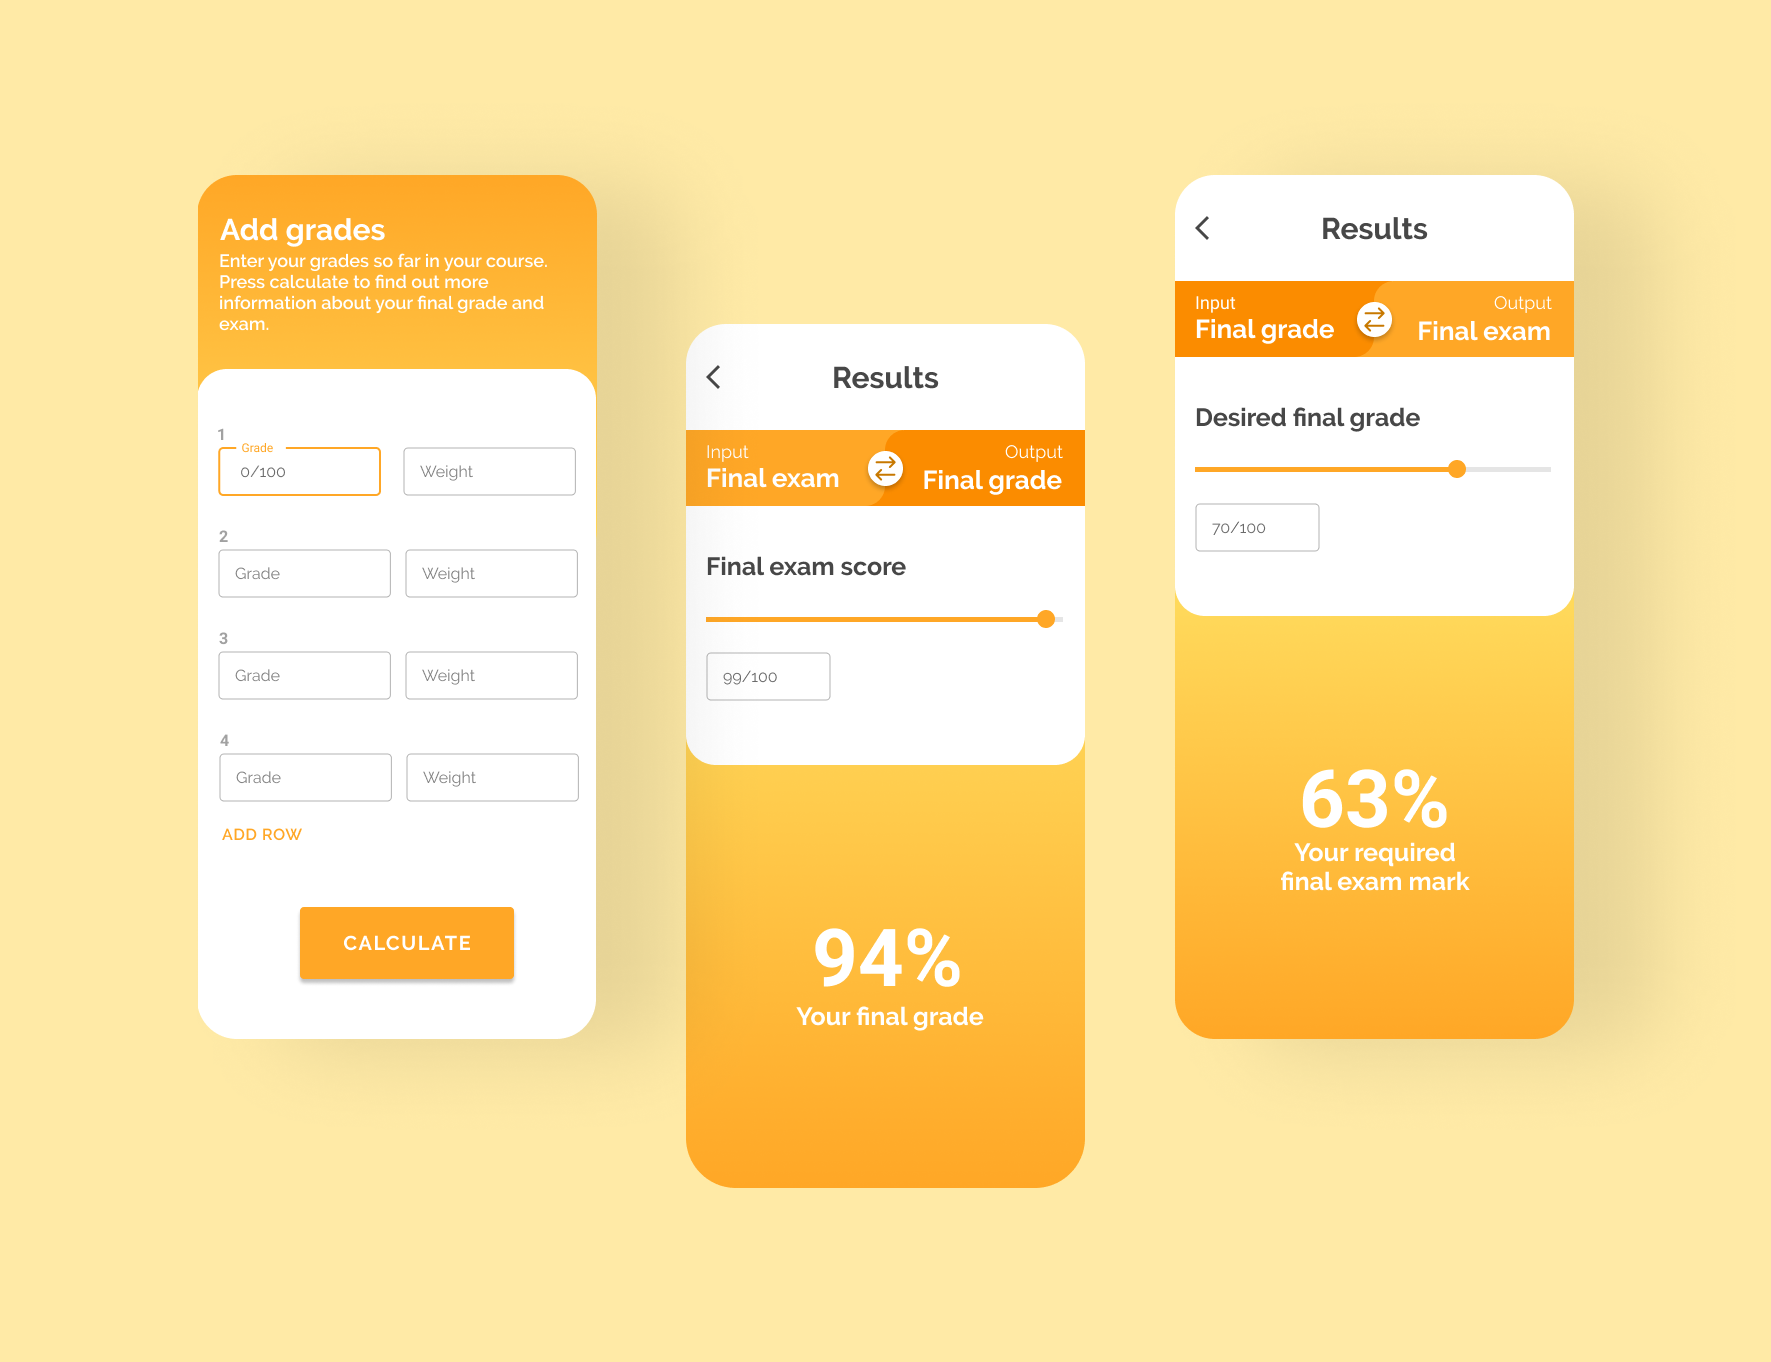 Add grades
Enter your grades so far in your course.
Press calculate to find out more
information about your final grade and
exam.
1
Grade
0/100
Weight
2
Grade
Weight
3
Grade
Weight
4
Grade
Weight
ADD ROW
CALCULATE
Results
Input
Final exam
Output
Final grade
Final exam score
99/100
94%
Your final grade
Results
Input
Final grade
Output
Final exam
Desired final grade
70/100
63%
Your required
final exam mark